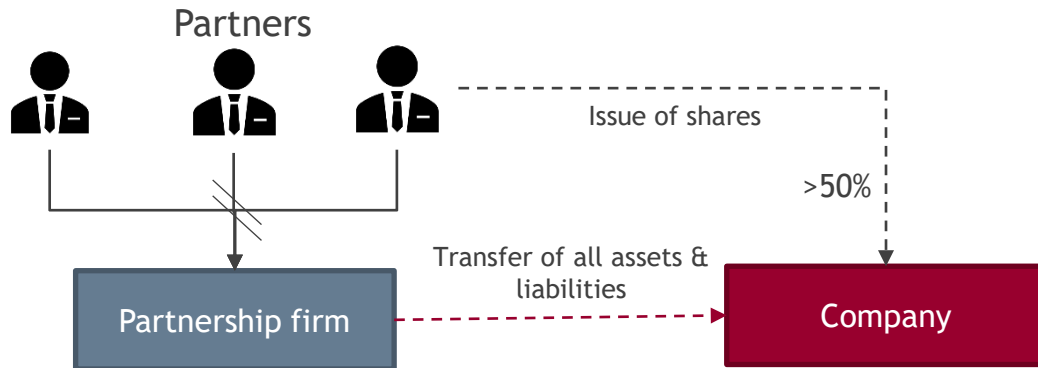 Partners
Issue of shares
>50%
Transfer of all assets &
liabilities
Partnership firm
Company